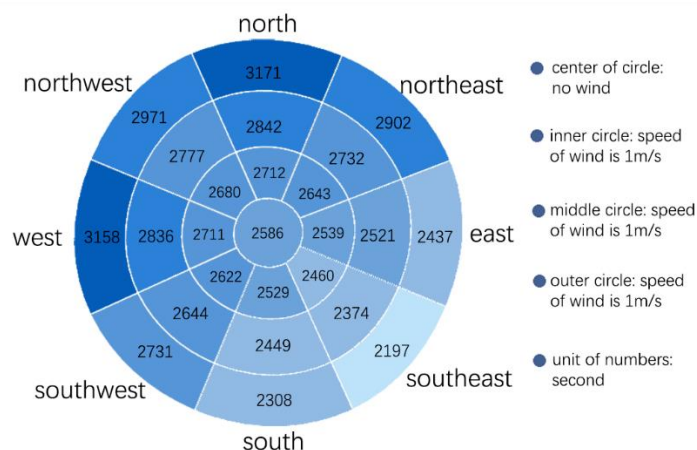 north
northwest
3171
northeast
2971
2902
2842
2777
2732
2712
2680
2643
west
3158
2836
2711
2586
2539
2521
2437
east
2622
2460
2529
2644
2374
2731
2449
2197
southwest
2308
southeast
south
center of circle:
no wind
inner circle: speed
of wind is 1m/s
middle circle: speed
of wind is 1m/s
outer circle: speed
of wind is 1m/s
unit of numbers:
second